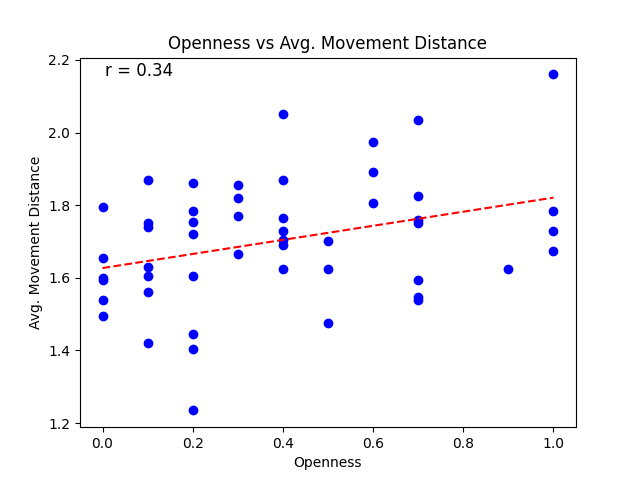 Openness vs Avg. Movement Distance
r = 0.34
2.2
2.0
1.8
1.6
1.4
1.2
Avg. Movement Distance
0.0 0.2 0.4 0.6 0.8 1.0
Openness